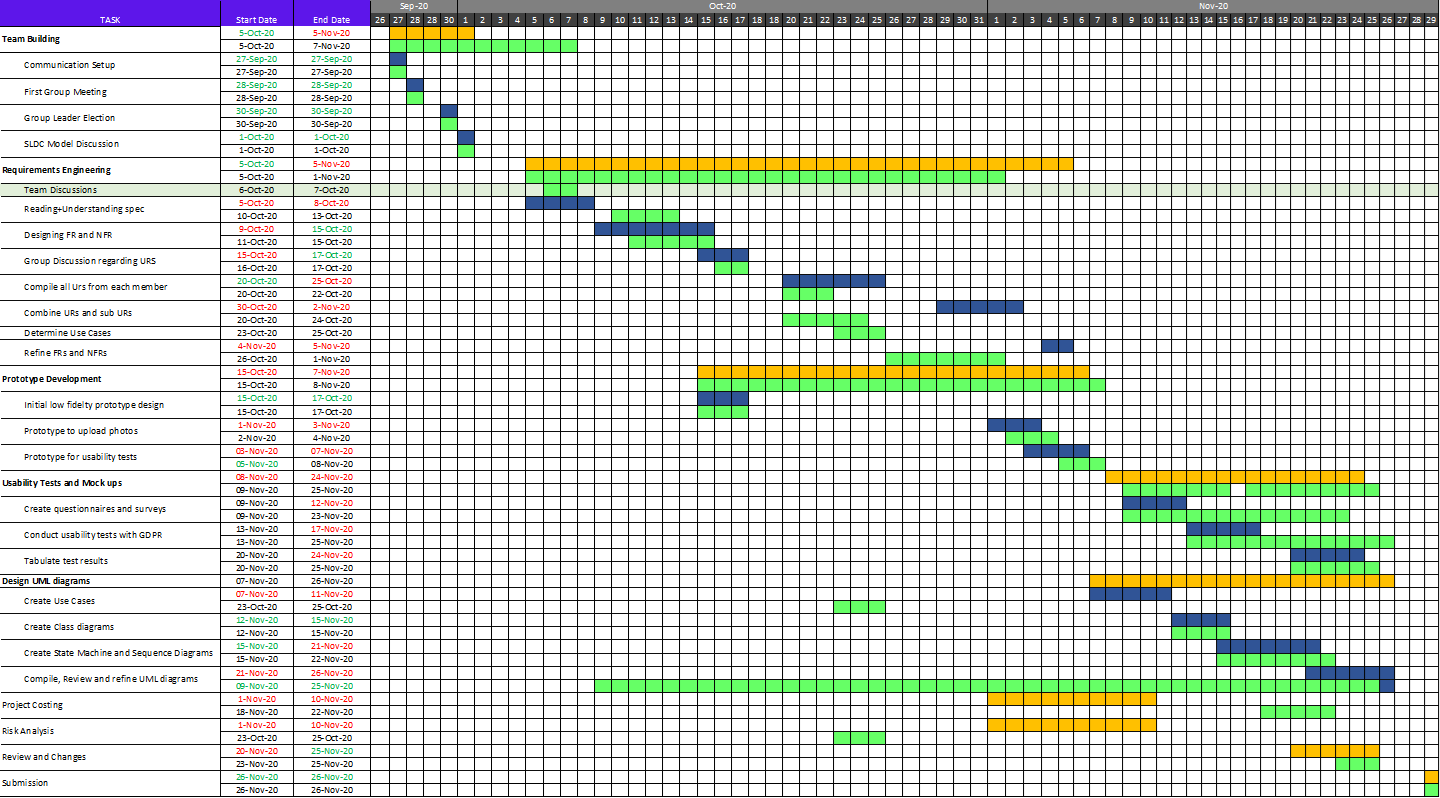 Sep-20 Oct-20 Nov-20
TASK Start Date End Date 26 27 28 29 30 1 4 5 6 7 8 9 10 11 12 13 14 15 16 17 18 19 20 21 22 23 24 25 26 27 28 29 30 31 1 2 3 4 5 6 7 8 9 10 11 12 13 14 15 16 17 18 19 20 21 22 23 24 25 26 27 28 29
Team Building
5-Oct-20 5-Nov-20
5-Oct-20 7-Nov-20
Communication Setup
27-Sep-20 27-Sep-20
27-Sep-20 27-Sep-20
First Group Meeting
28-Sep-20 28-Sep-20
28-Sep-20 28-Sep-20
Group Leader Election
30-Sep-20 30-Sep-20
30-Sep-20 30-Sep-20
SLDC Model Discussion
1-Oct-20 1-Oct-20
1-Oct-20 1-Oct-20
Requirements Engineering
5-Oct-20 5-Nov-20
5-Oct-20 1-Nov-20
Team Discussions 6-Oct-20 7-Oct-20
Reading+Understanding spec
5-Oct-20 8-Oct-20
10-Oct-20 13-Oct-20
Designing FR and NFR
9-Oct-20 15-Oct-20
11-Oct-20 15-Oct-20
Group Discussion regarding URS
15-Oct-20 17-Oct-20
16-Oct-20 17-Oct-20
Compile all Urs from each member
20-Oct-20 25-Oct-20
20-Oct-20 22-Oct-20
Combine URs and sub URs
30-Oct-20 2-Nov-20
20-Oct-20 24-Oct-20
Determine Use Cases 23-Oct-20 25-Oct-20
Refine FRs and NFRs
4-Nov-20 5-Nov-20
26-Oct-20 1-Nov-20
Prototype Development
15-Oct-20 7-Nov-20
15-Oct-20 8-Nov-20
Initial low fidelty prototype design
15-Oct-20 17-Oct-20
15-Oct-20 17-Oct-20
Prototype to upload photos
1-Nov-20 3-Nov-20
2-Nov-20 4-Nov-20
Prototype for usability tests
03-Nov-20 07-Nov-20
05-Nov-20 08-Nov-20
Usability Tests and Mock ups
08-Nov-20 24-Nov-20
09-Nov-20 25-Nov-20
Create questionnaires and surveys
09-Nov-20 12-Nov-20
09-Nov-20 23-Nov-20
Conduct usability tests with GDPR
13-Nov-20 17-Nov-20
13-Nov-20 25-Nov-20
Tabulate test results
20-Nov-20 24-Nov-20
20-Nov-20 25-Nov-20
Design UML diagrams 07-Nov-20 26-Nov-20
Create Use Cases
07-Nov-20 11-Nov-20
23-Oct-20 25-Oct-20
Create Class diagrams
12-Nov-20 15-Nov-20
12-Nov-20 15-Nov-20
Create State Machine and Sequence Diagrams
15-Nov-20 21-Nov-20
15-Nov-20 22-Nov-20
Compile, Review and refine UML diagrams
21-Nov-20 26-Nov-20
09-Nov-20 25-Nov-20
Project Costing
1-Nov-20 10-Nov-20
18-Nov-20 22-Nov-20
Risk Analysis
1-Nov-20 10-Nov-20
23-Oct-20 25-Oct-20
Review and Changes
20-Nov-20 25-Nov-20
23-Nov-20 25-Nov-20
Submission
26-Nov-20 26-Nov-20
26-Nov-20 26-Nov-20